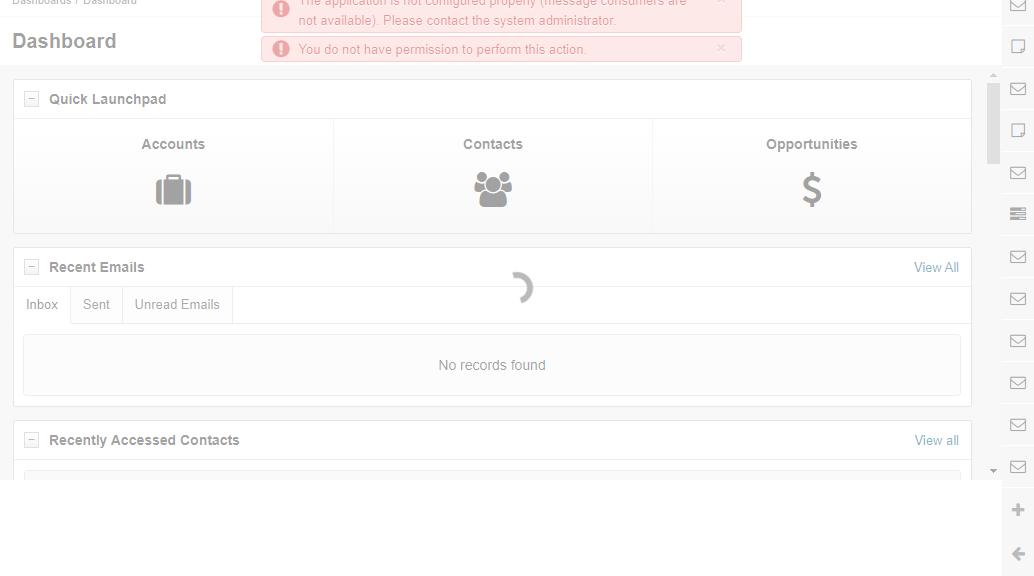 Dashboards / Dashboard
The application is not configured properly (message consumers are
not available). Please contact the system administrator.
Dashboard
You do not have permission to perform this action.
Quick Launchpad
Accounts
Contacts
Opportunities
Recent Emails
View All
Inbox
Sent
Unread Emails
No records found
Recently Accessed Contacts
View all